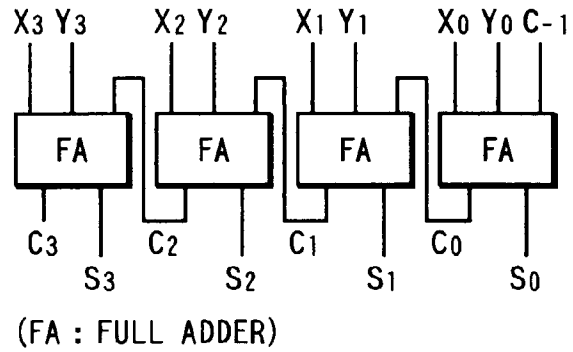 X3 Y3 X2 Y2 X1 Y1 X0 Y0 C-1
FA FA FA FA
C3 C2 C1 C0
S3 S2 S1 S0
(FA : FULL ADDER)